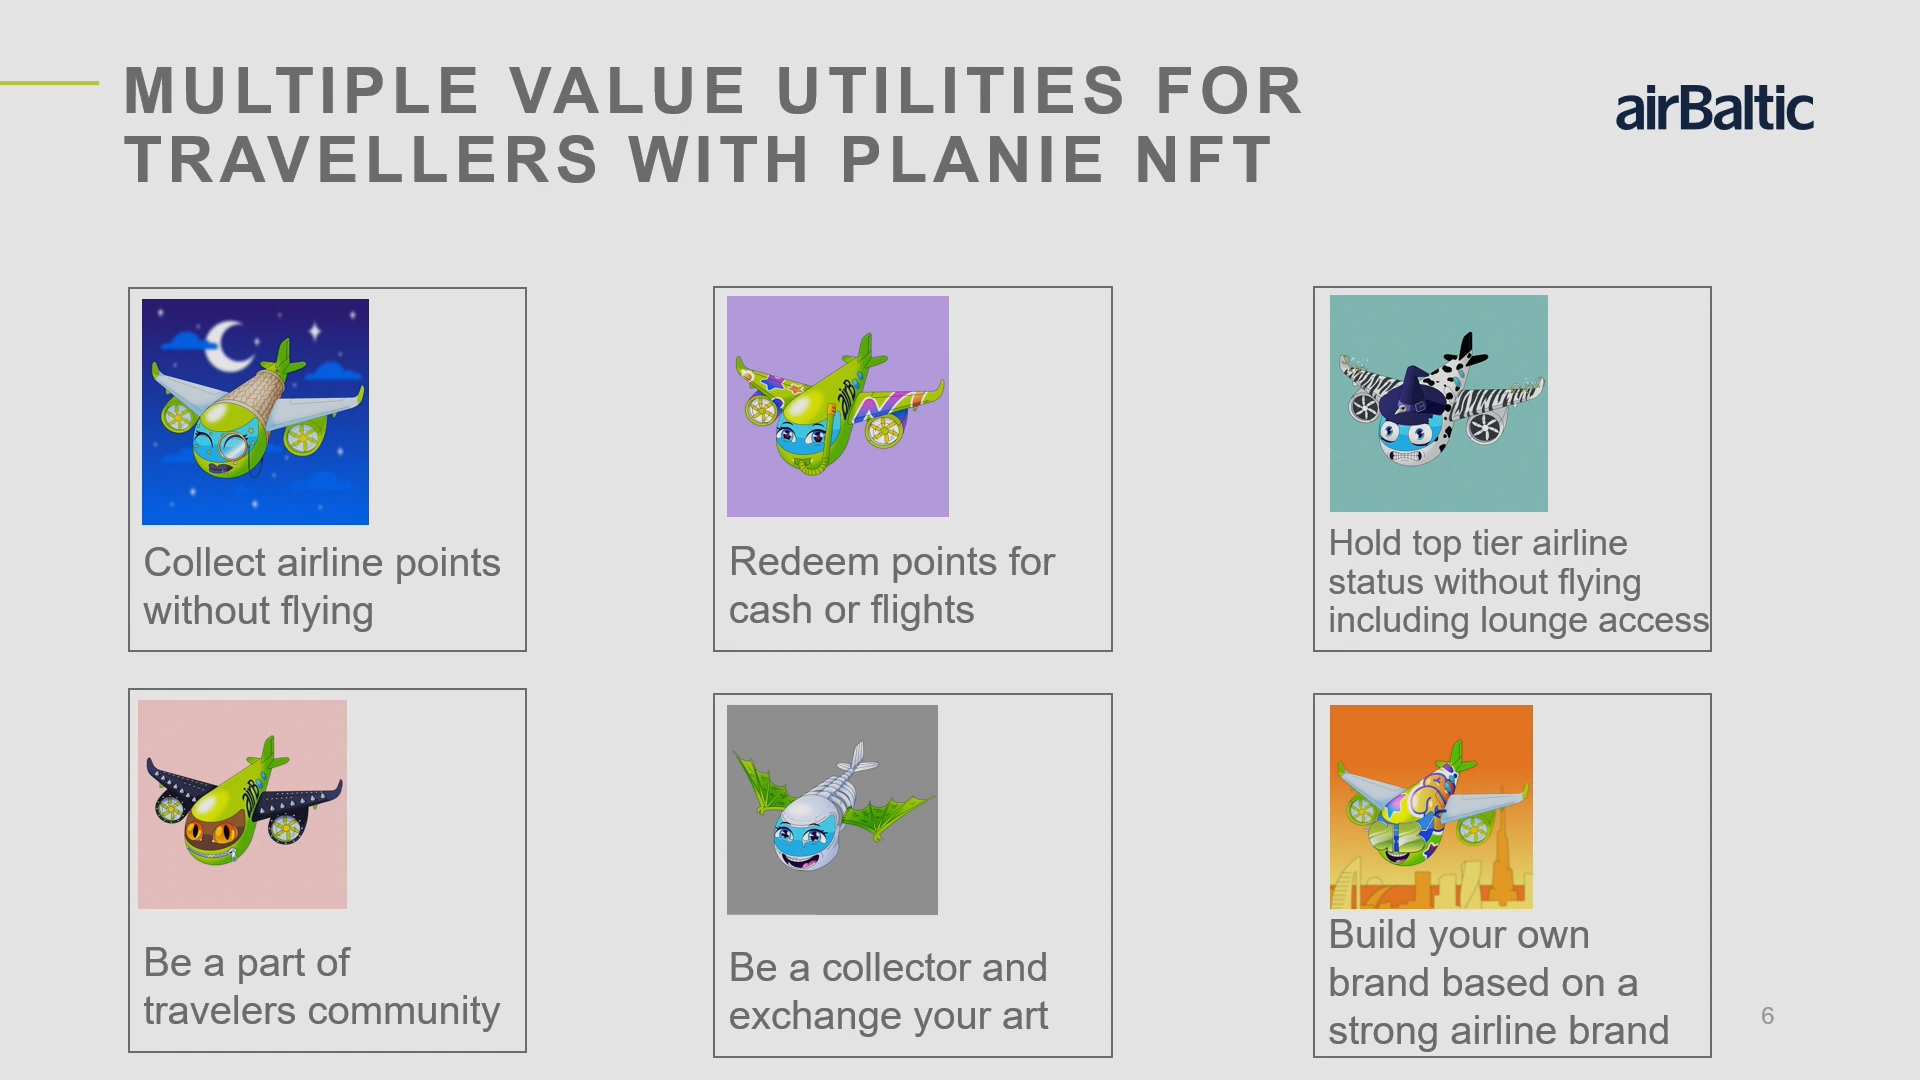 MULTIPLE VALUE UTILITIES FOR
TRAVELLERS WITH PLANIE NFT
airBaltic
Collect airline points
without flying
Redeem points for
cash or flights
Hold top tier airline
status without flying
including lounge access
Be a part of
travelers community
Be a collector and
exchange your art
Build your own
brand based on a
strong airline brand
6
airB
airB